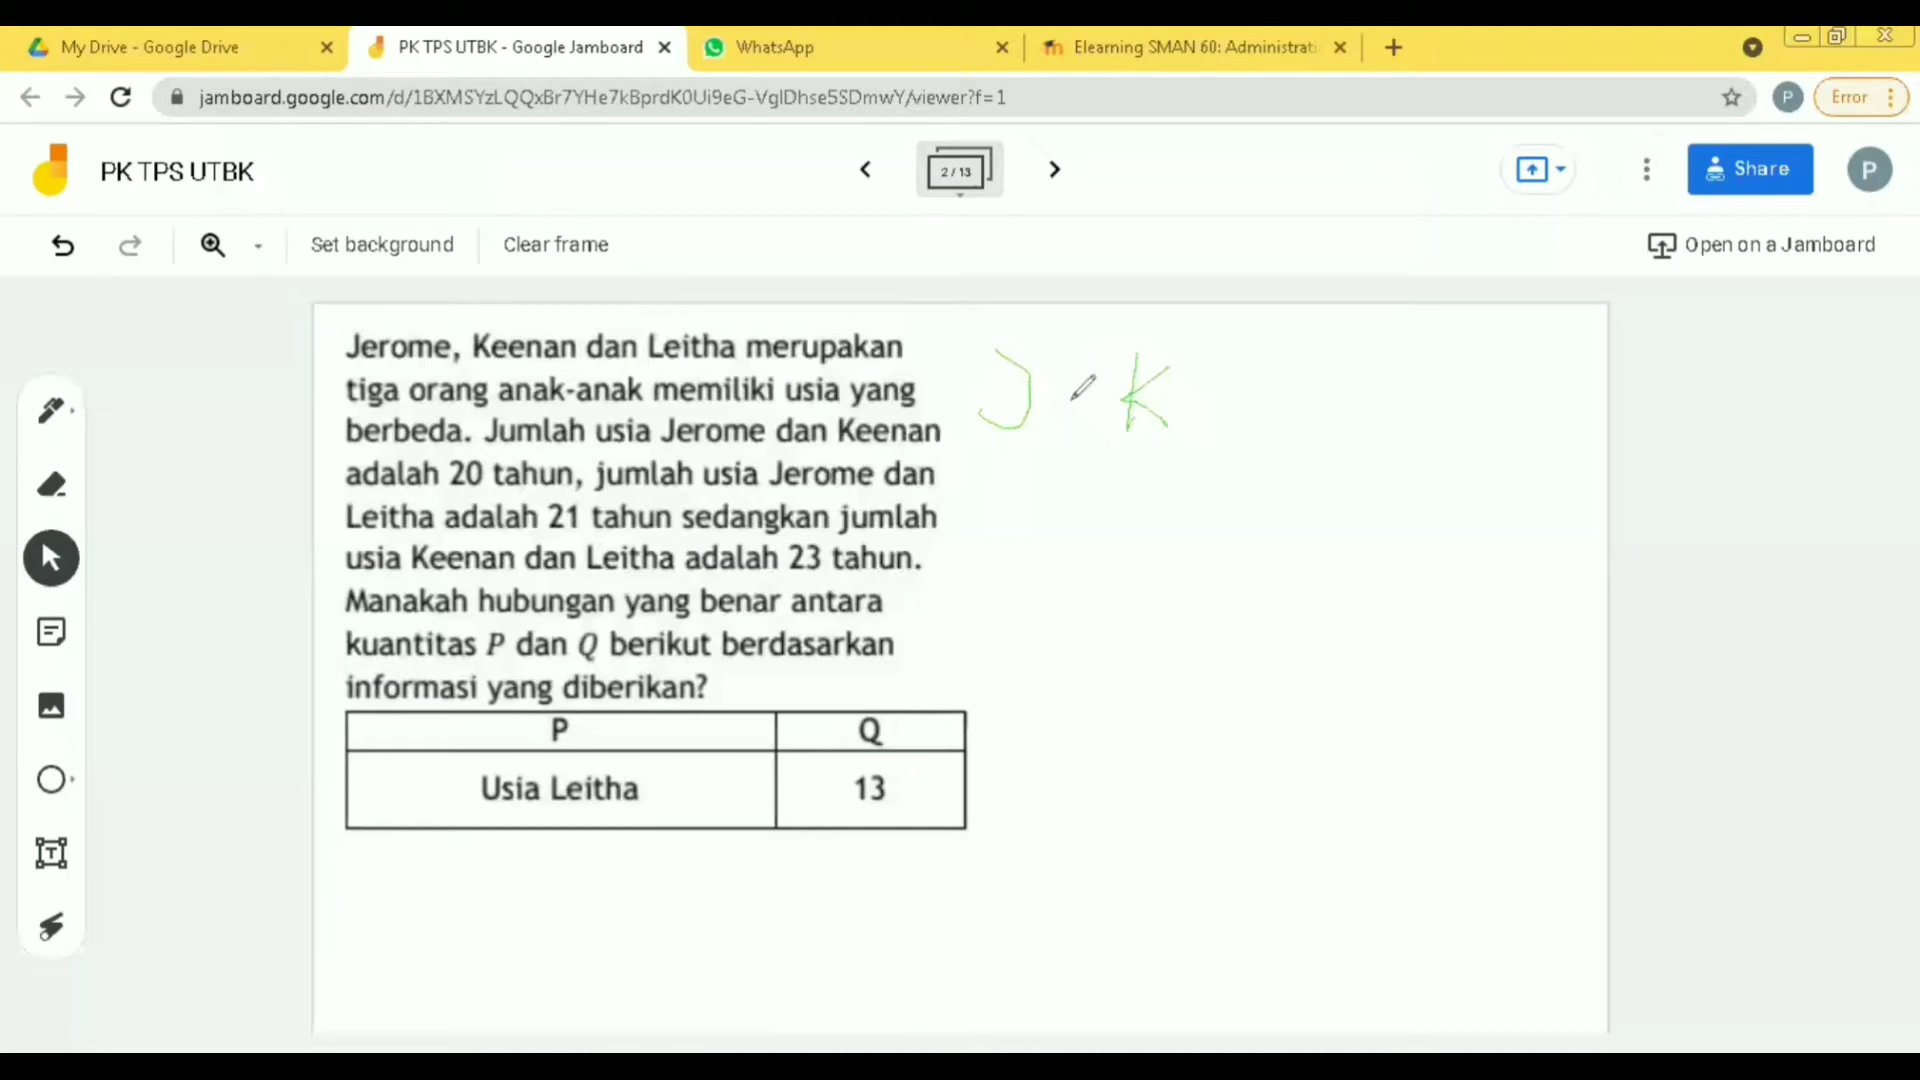 My Drive - Google Drive
PK TPS UTBK - Google Jamboard
WhatsApp
Elearning SMAN 60: Administrati
jamboard.google.com/d/1BXMSYzLQQxBr7YHe7kBprdK0Ui9eG-VglDhse5SDmwY/viewer?f=1
P
Error
PK TPS UTBK
2 / 13
Share
P
Set background
Clear frame
Open on a Jamboard
Jerome, Keenan dan Leitha merupakan
tiga orang anak-anak memiliki usia yang
berbeda. Jumlah usia Jerome dan Keenan
adalah 20 tahun, jumlah usia Jerome dan
Leitha adalah 21 tahun sedangkan jumlah
usia Keenan dan Leitha adalah 23 tahun.
Manakah hubungan yang benar antara
kuantitas P dan Q berikut berdasarkan
informasi yang diberikan?
P Q
Usia Leitha 13
J K